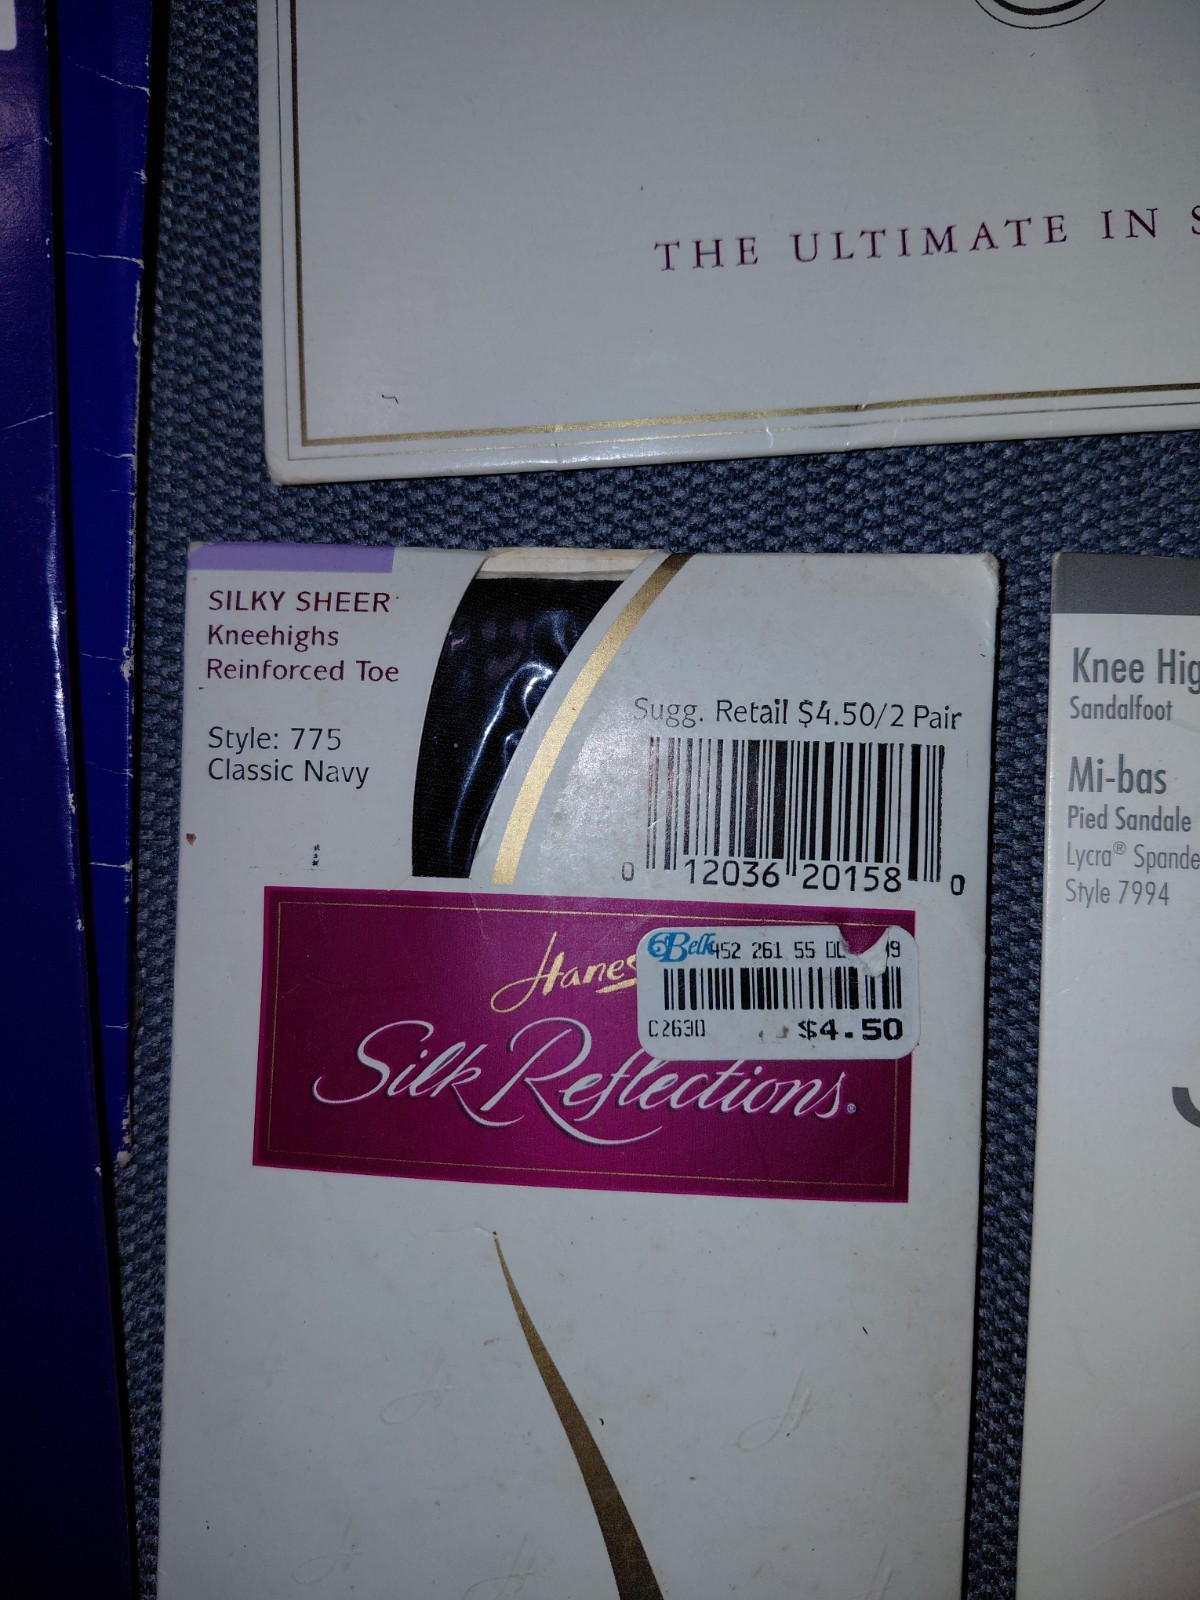 THE ULTIMATE IN
SILKY SHEER
Kneehighs
Reinforced Toe
Style: 775
Classic Navy
Sugg. Retail $4.50/2 Pair
0 12036 20158 0
Hanes
Belk
452 261 55
C2630
$4.50
Silk Reflections®
Knee Hig
Sandalfoot
Mi-bas
Pied Sandale
Lycra® Spande
Style 7994